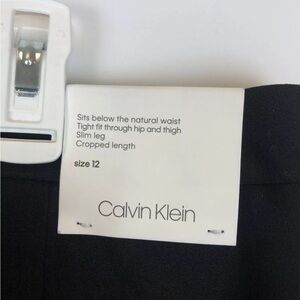 Sits below the natural waist
Tight fit through hip and thigh
Slim leg
Cropped length
size 12
Calvin Klein